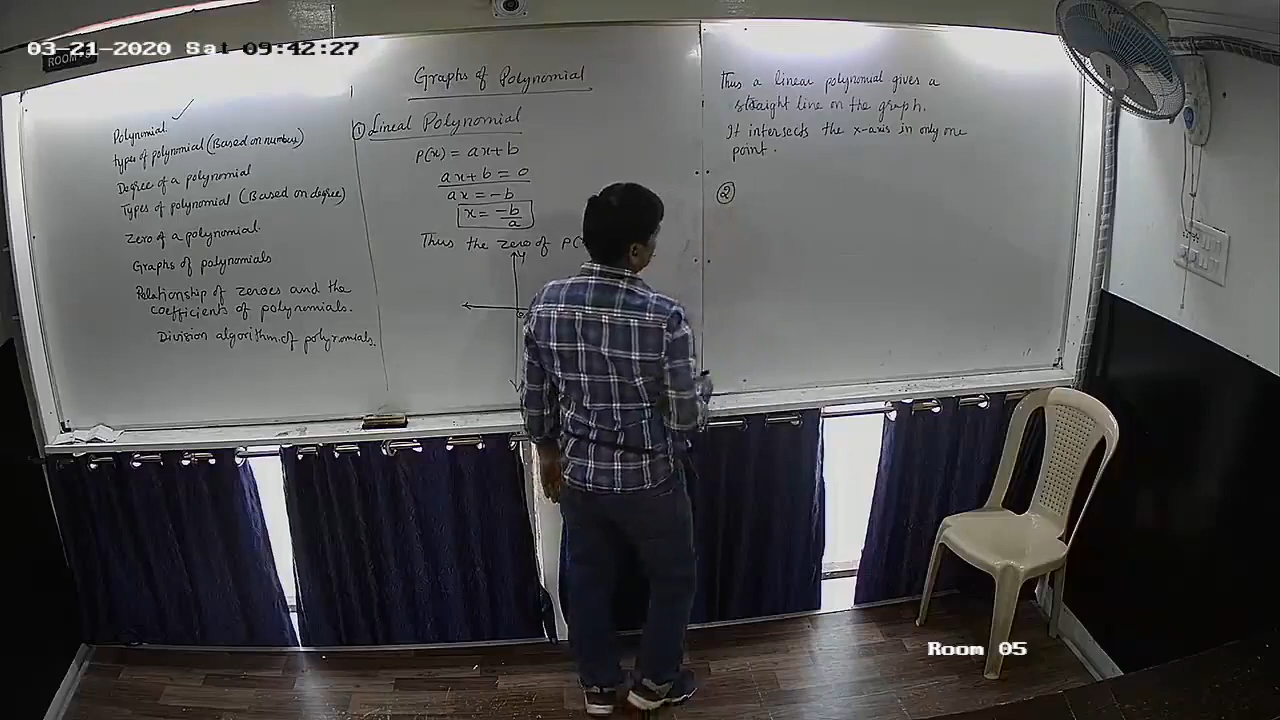 03-21-2020 Sat 09:42:27
ROOM
Polynomial ✓
Types of polynomial (Based on number)
Degree of a polynomial
Types of polynomial (Based on degree)
Zero of a polynomial.
Graphs of polynomials
Relationship of zeroes and the
coefficients of polynomials.
Division algorithm of polynomials.
Graphs of Polynomial
① Lineal Polynomial
P(x) = ax+b
ax+b = 0
ax = -b
x = -b/a
Thus the zero of P(
y
Thus a linear polynomial gives a
straight line on the graph.
It intersects the x-axis in only one
point.
②
Room 05